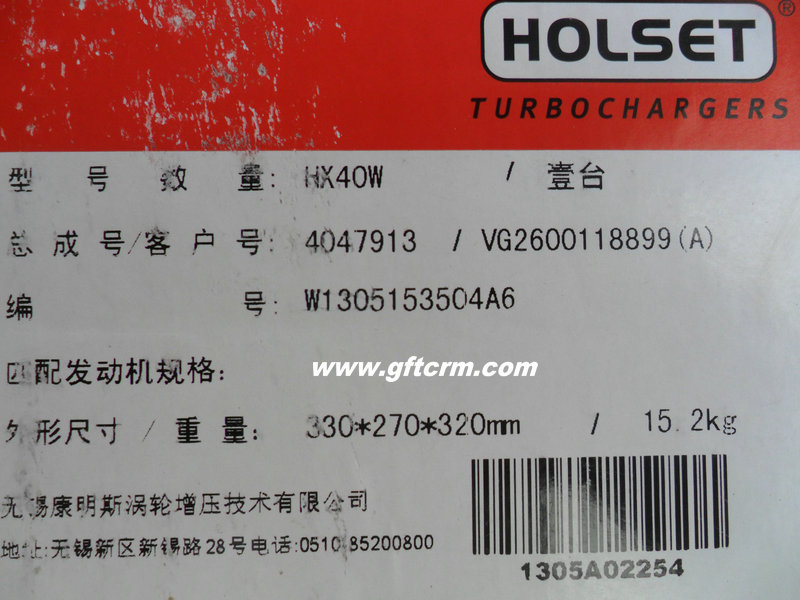 HOLSET ®
TURBOCHARGERS
型号数量: HX40W / 壹台
总成号/客户号: 4047913 / VG2600118899(A)
编号: W1305153504A6
匹配发动机规格:
www.gftcrm.com
外形尺寸 / 重量: 330*270*320mm / 15.2kg
无锡康明斯涡轮增压技术有限公司
地址:无锡新区新锡路28号电话:0510-85200800
1305A02254